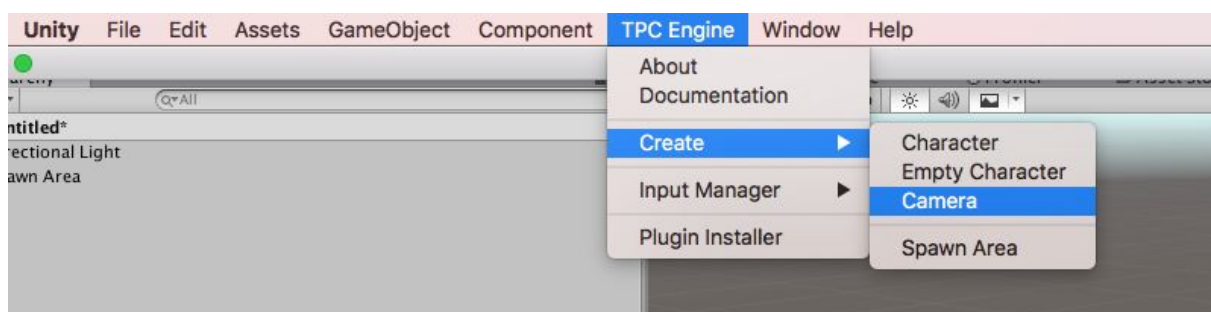 Unity File Edit Assets GameObject Component TPC Engine Window Help
About
Documentation
All
ntitled*
Create
Character
rectional Light
Empty Character
awn Area
Input Manager
Camera
Plugin Installer
Spawn Area